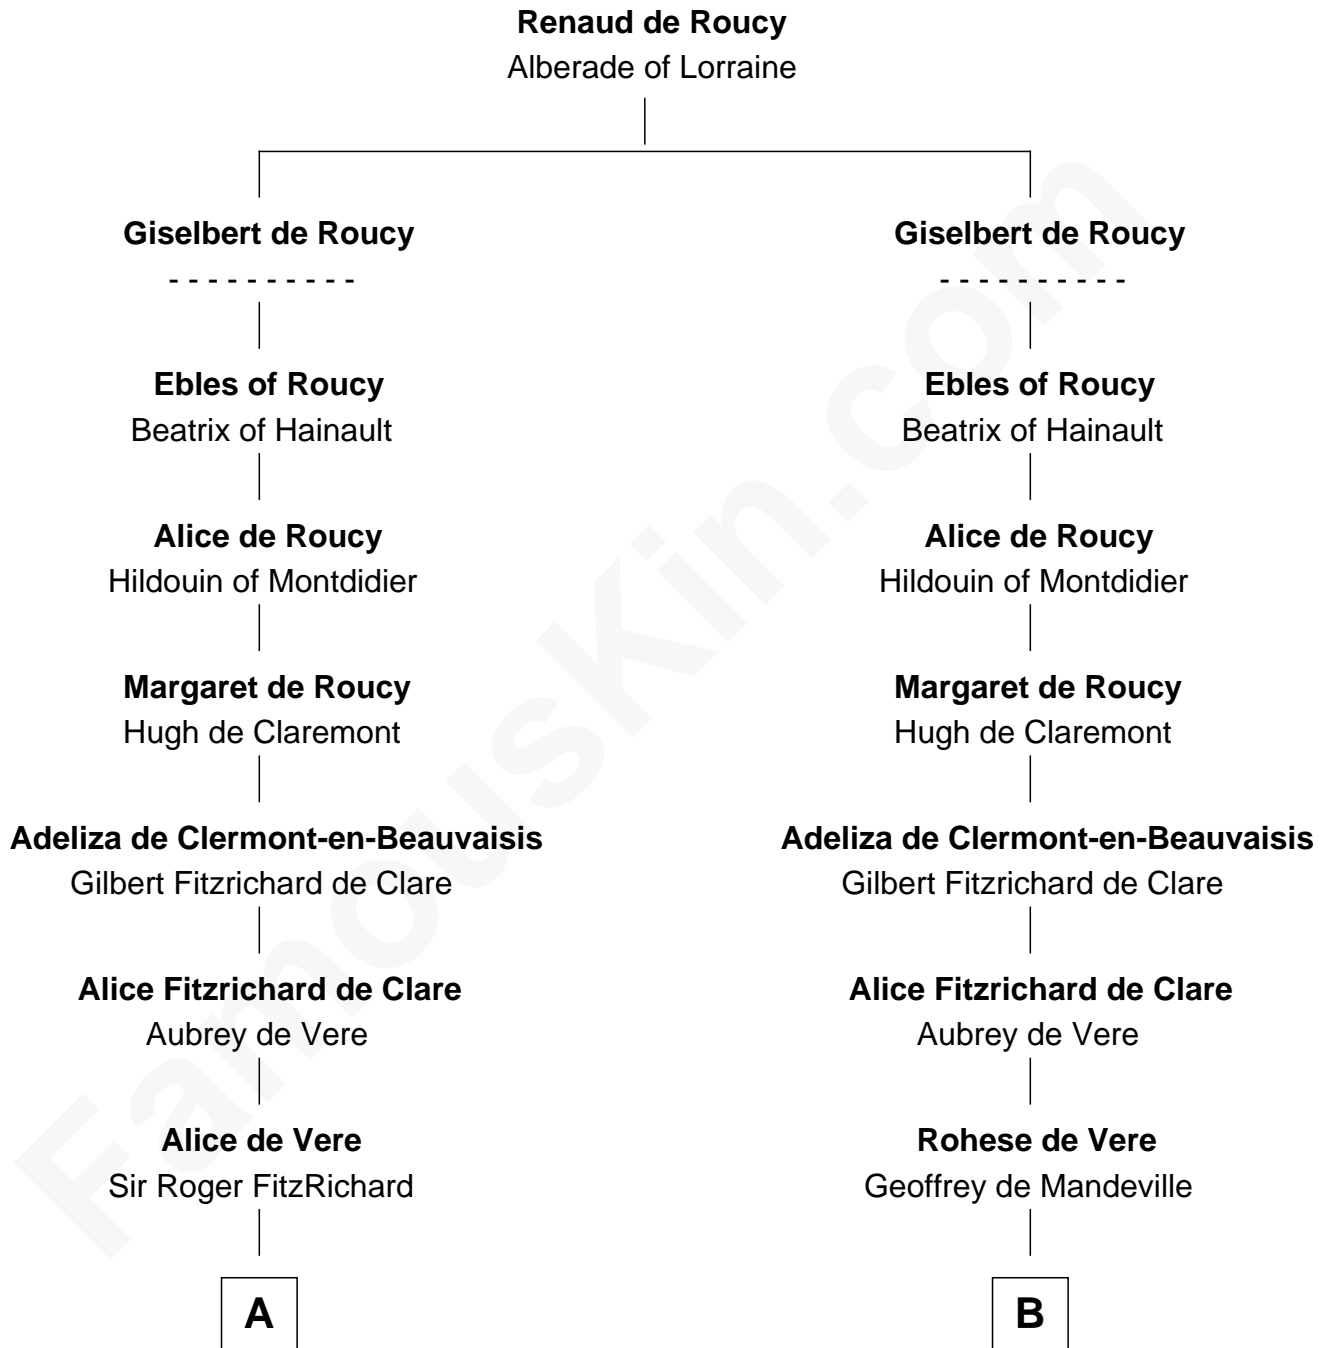 Renaud de Roucy
Alberade of Lorraine
Giselbert de Roucy
- - - - - - - - - -
Ebles of Roucy
Beatrix of Hainault
Alice de Roucy
Hildouin of Montdidier
Margaret de Roucy
Hugh de Claremont
Adeliza de Clermont-en-Beauvaisis
Gilbert Fitzrichard de Clare
Alice Fitzrichard de Clare
Aubrey de Vere
Alice de Vere
Sir Roger FitzRichard
A
Giselbert de Roucy
- - - - - - - - - -
Ebles of Roucy
Beatrix of Hainault
Alice de Roucy
Hildouin of Montdidier
Margaret de Roucy
Hugh de Claremont
Adeliza de Clermont-en-Beauvaisis
Gilbert Fitzrichard de Clare
Alice Fitzrichard de Clare
Aubrey de Vere
Rohese de Vere
Geoffrey de Mandeville
B
FamousKin.com